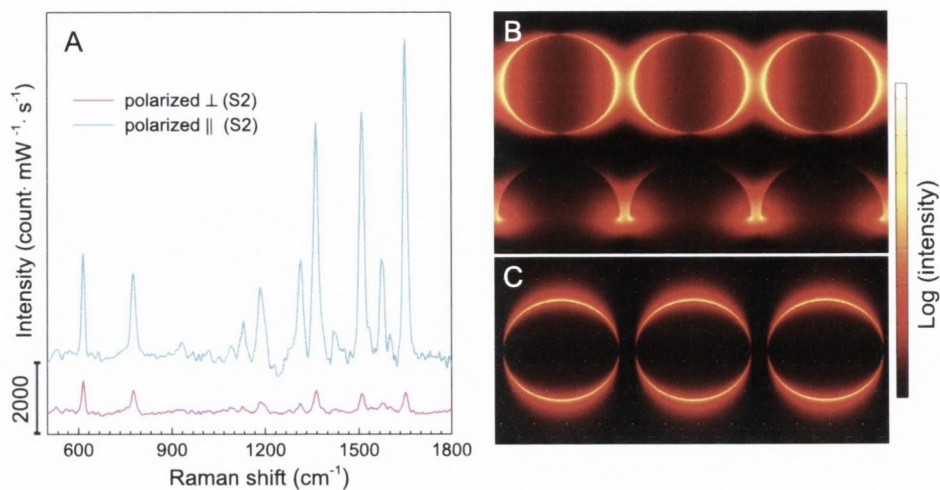 A
polarized ⊥ (S2)
polarized || (S2)
Intensity (count· mW⁻¹· s⁻¹)
2000
600 900 1200 1500 1800
Raman shift (cm⁻¹)
B
C
Log (intensity)